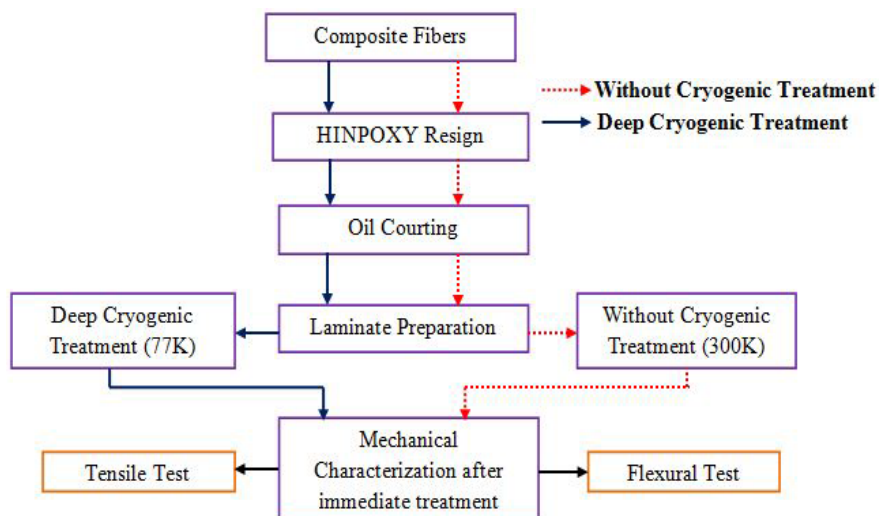 Composite Fibers
Without Cryogenic Treatment
HINPOXY Resign
Deep Cryogenic Treatment
Oil Courting
Deep Cryogenic
Treatment (77K)
Laminate Preparation
Without Cryogenic
Treatment (300K)
Mechanical
Characterization after
immediate treatment
Tensile Test
Flexural Test